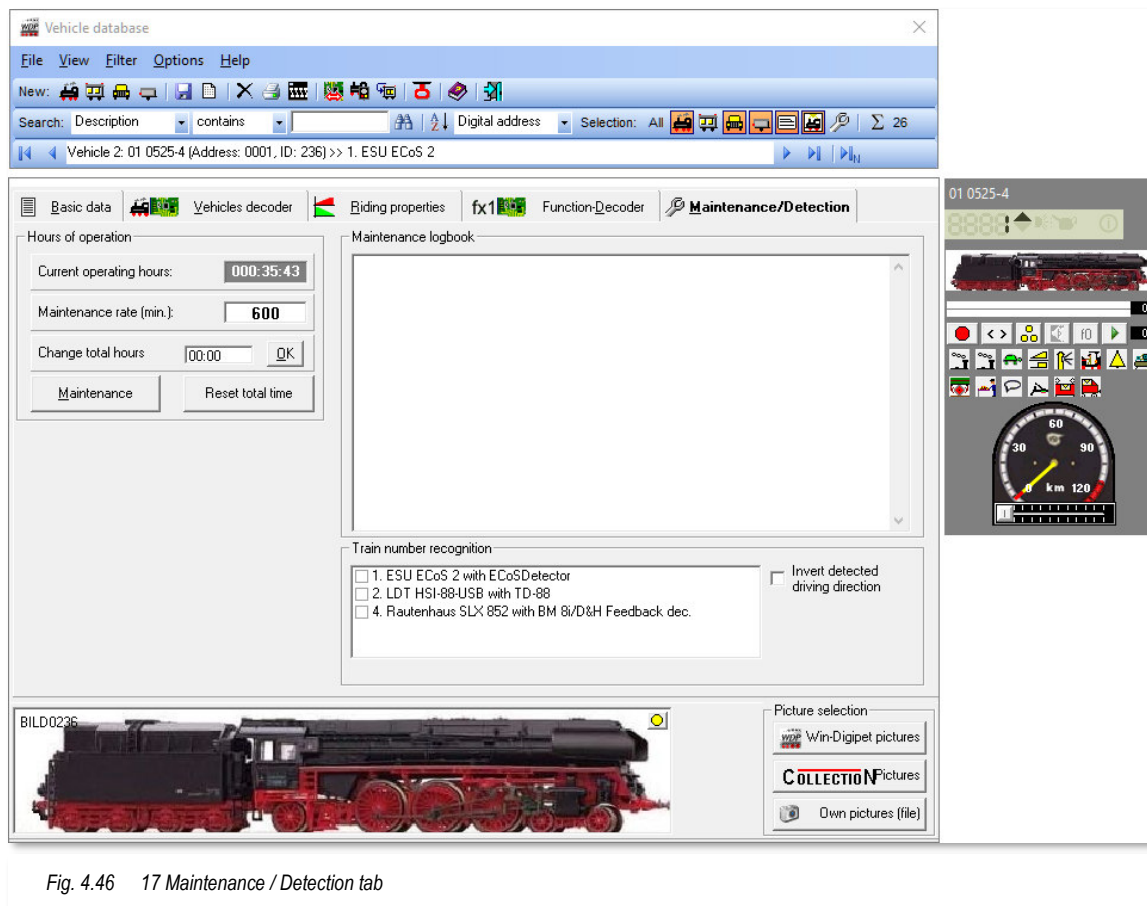 Vehicle database
File View Filter Options Help
New:
Search: Description contains Digital address Selection: All Σ 26
Vehicle 2: 01 0525-4 (Address: 0001, ID: 236) >> 1. ESU ECoS 2
Basic data Vehicles decoder Riding properties fx1 Function-Decoder Maintenance/Detection
01 0525-4
Hours of operation
Current operating hours: 000:35:43
Maintenance rate (min.): 600
Change total hours 00:00 OK
Maintenance Reset total time
Maintenance logbook
f0
60
30 90
0 km 120
Train number recognition
1. ESU ECoS 2 with ECoSDetector
2. LDT HSI-88-USB with TD-88
4. Rautenhaus SLX 852 with BM 8i/D&H Feedback dec.
Invert detected
driving direction
BILD0236
Picture selection
Win-Digipet pictures
COLLECTION Pictures
Own pictures (file)
Fig. 4.46 17 Maintenance / Detection tab